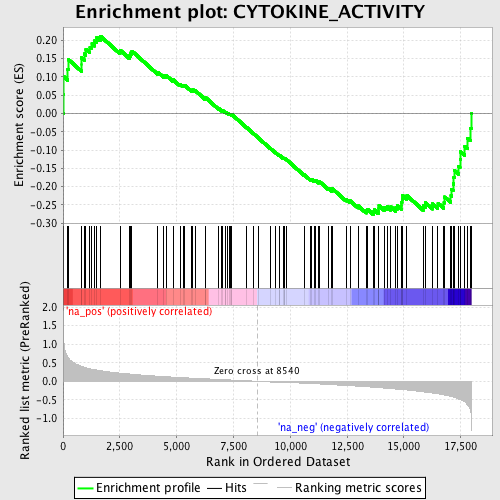 Enrichment plot: CYTOKINE_ACTIVITY
Enrichment score (ES)
0.20
0.15
0.10
0.05
0.00
-0.05
-0.10
-0.15
-0.20
-0.25
-0.30
'na_pos' (positively correlated)
Ranked list metric (PreRanked)
2.0
1.5
1.0
0.5
0.0
-0.5
-1.0
Zero cross at 8540
'na_neg' (negatively correlated)
0
2,500
5,000
7,500
10,000
12,500
15,000
17,500
Rank in Ordered Dataset
Enrichment profile
Hits
Ranking metric scores